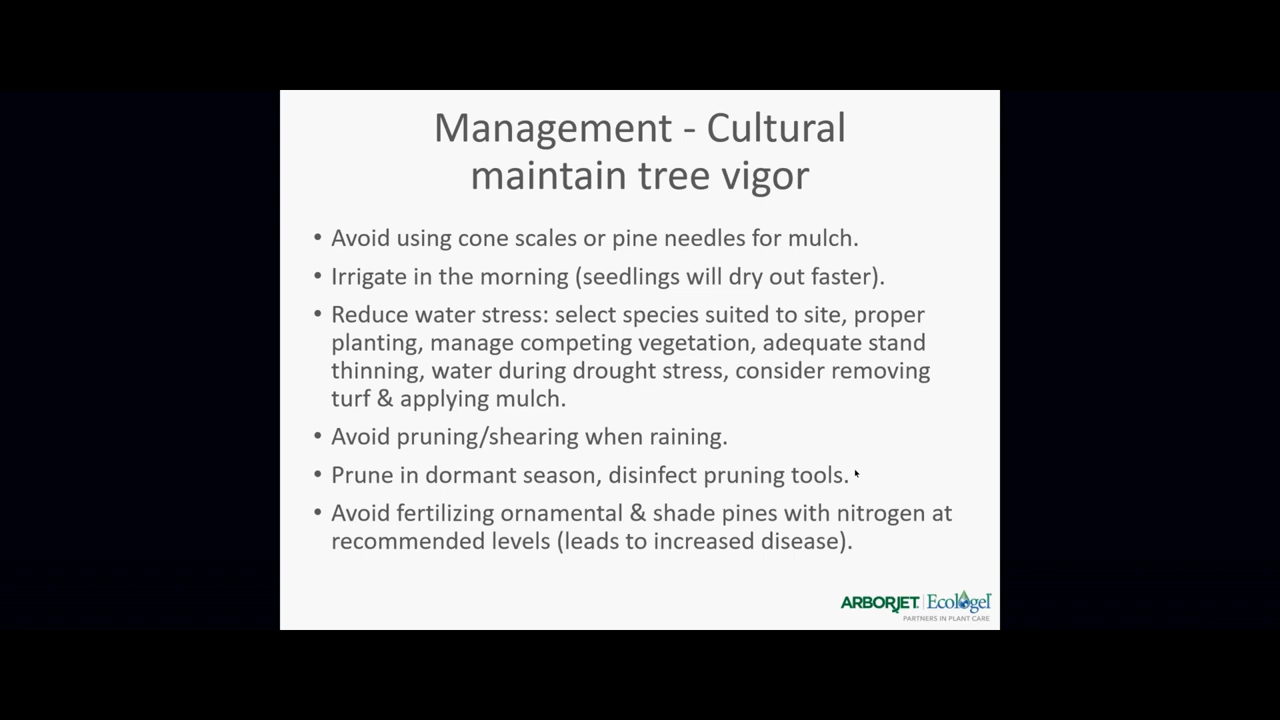 Management - Cultural
maintain tree vigor
• Avoid using cone scales or pine needles for mulch.
• Irrigate in the morning (seedlings will dry out faster).
• Reduce water stress: select species suited to site, proper
planting, manage competing vegetation, adequate stand
thinning, water during drought stress, consider removing
turf & applying mulch.
• Avoid pruning/shearing when raining.
• Prune in dormant season, disinfect pruning tools.
• Avoid fertilizing ornamental & shade pines with nitrogen at
recommended levels (leads to increased disease).
ARBORJET | Ecologel
PARTNERS IN PLANT CARE